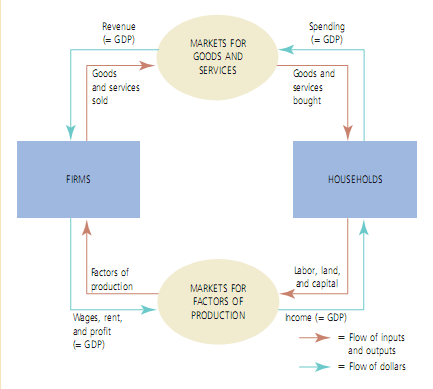 Revenue
(= GDP)
MARKETS FOR
GOODS AND
SERVICES
Spending
(= GDP)
Goods
and services
sold
Goods and
services
bought
FIRMS
HOUSEHOLDS
Factors of
production
MARKETS FOR
FACTORS OF
PRODUCTION
Labor, land,
and capital
Wages, rent,
and profit
(= GDP)
Income (= GDP)
= Flow of inputs
and outputs
= Flow of dollars